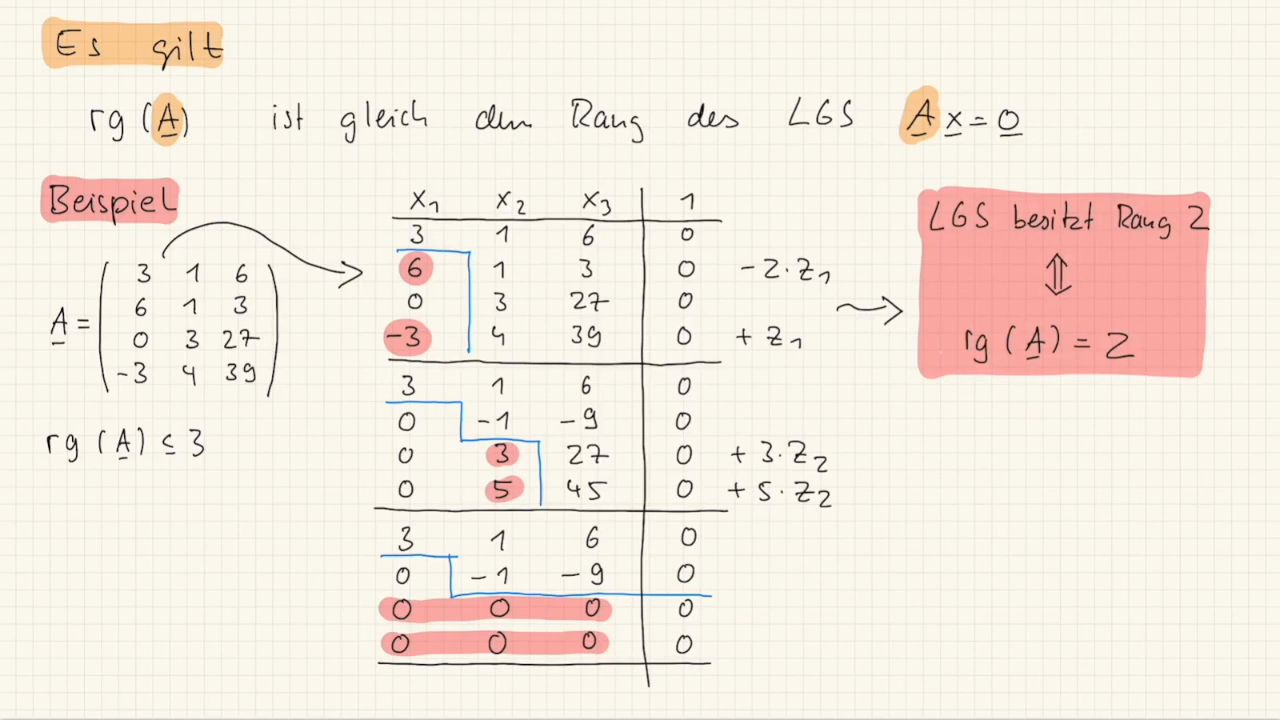 Es gilt
rg (A) ist gleich dem Rang des LGS A x = 0
Beispiel
A = ( 3 1 6
6 1 3
0 3 27
-3 4 39 )
rg (A) ≤ 3
x1 x2 x3 | 1
3 1 6 | 0
6 1 3 | 0 - 2 · Z1
0 3 27 | 0
-3 4 39 | 0 + Z1
3 1 6 | 0
0 -1 -9 | 0
0 3 27 | 0 + 3 · Z2
0 5 45 | 0 + 5 · Z2
3 1 6 | 0
0 -1 -9 | 0
0 0 0 | 0
0 0 0 | 0
LGS besitzt Rang 2
⇕
rg (A) = 2